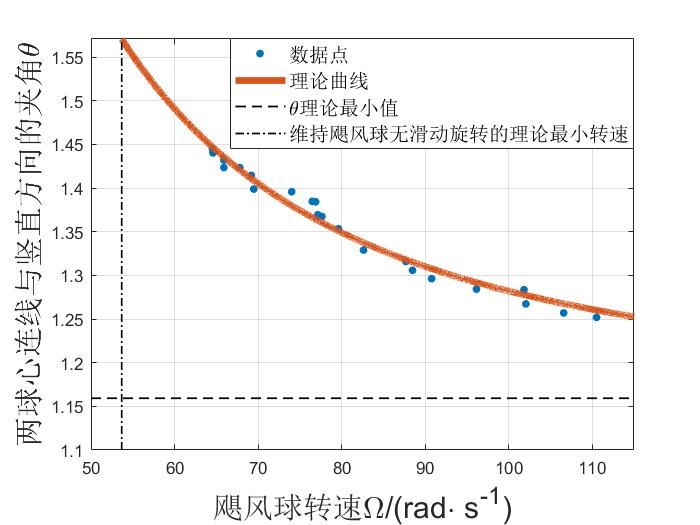 数据点
理论曲线
θ理论最小值
维持飓风球无滑动旋转的理论最小转速
两球心连线与竖直方向的夹角θ
1.55
1.5
1.45
1.4
1.35
1.3
1.25
1.2
1.15
1.1
50 60 70 80 90 100 110
飓风球转速Ω/(rad· s⁻¹)